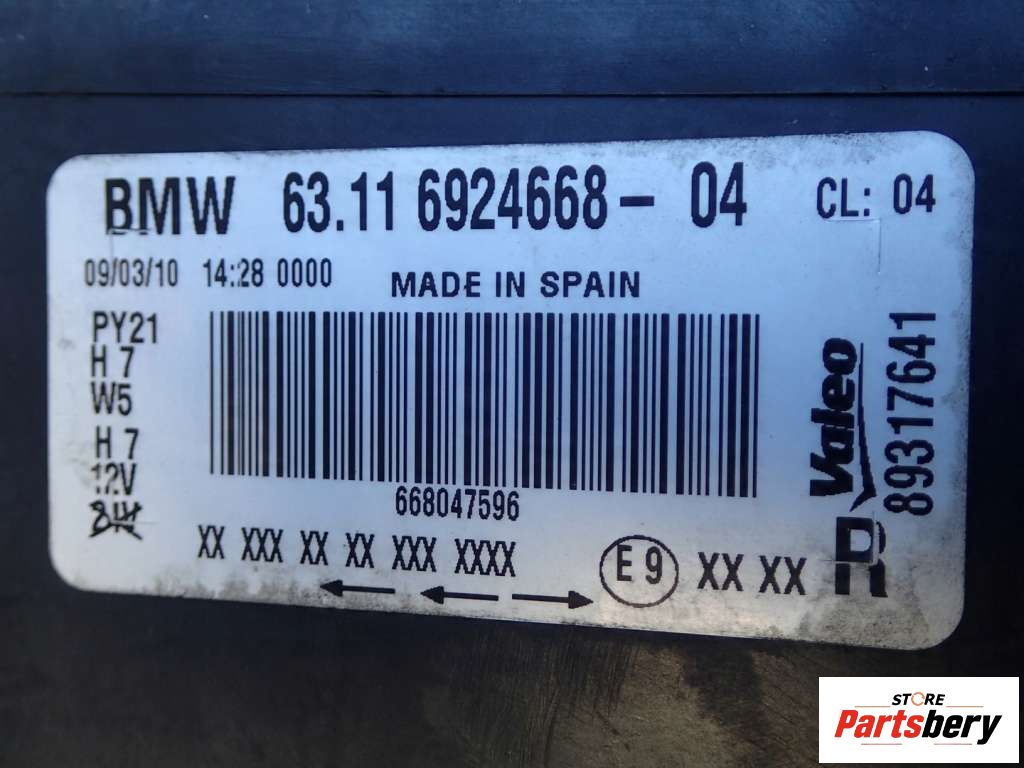 BMW 63.11 6924668 - 04 CL: 04
09/03/10 14:28 0000 MADE IN SPAIN
PY21
H 7
W5
H 7
12V
Valeo
89317641
668047596
XX XXX XX XX XXX XXXX
E 9
XX XX
R
STORE
Partsbery